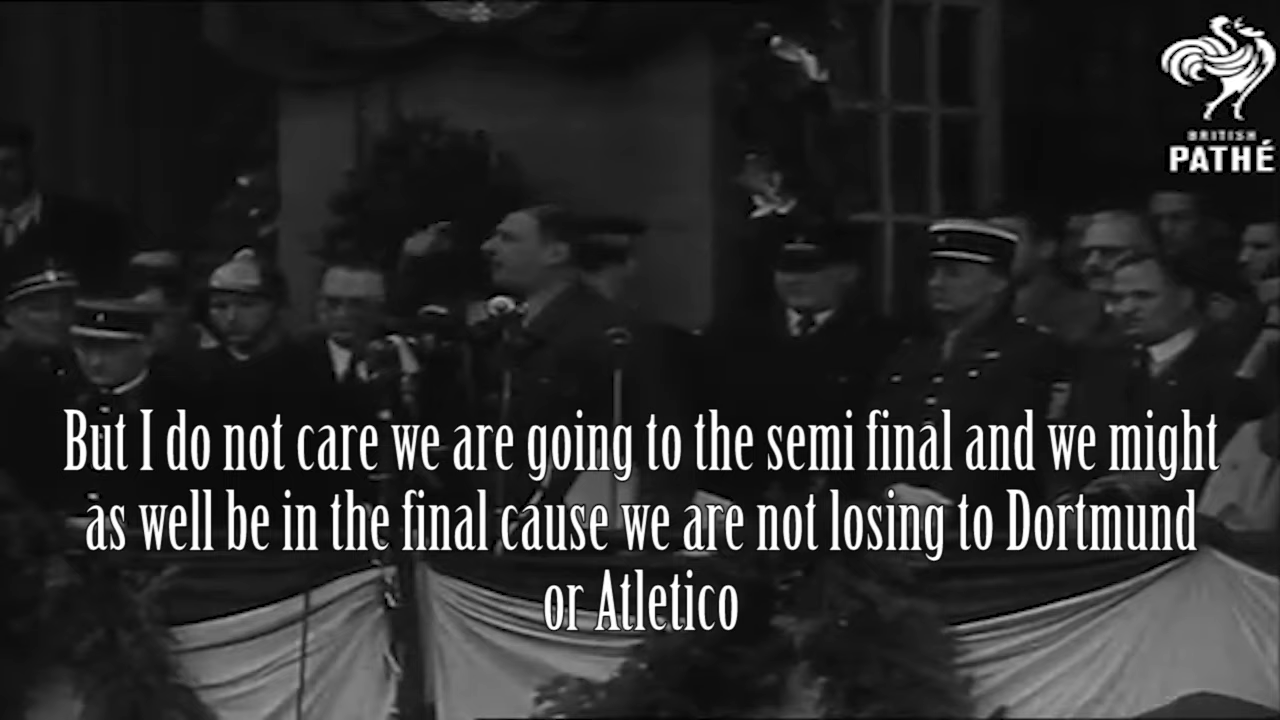 BRITISH
PATHÉ
But I do not care we are going to the semi final and we might
as well be in the final cause we are not losing to Dortmund
or Atletico